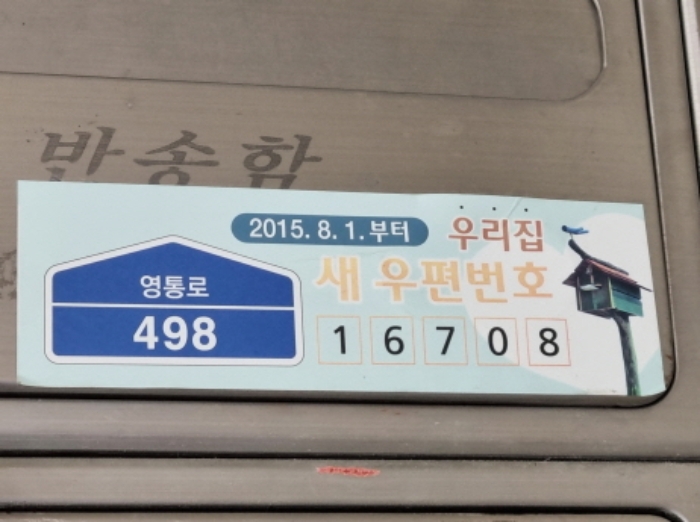 반송함
2015. 8. 1.부터 우리집
새 우편번호
영통로
498
1 6 7 0 8